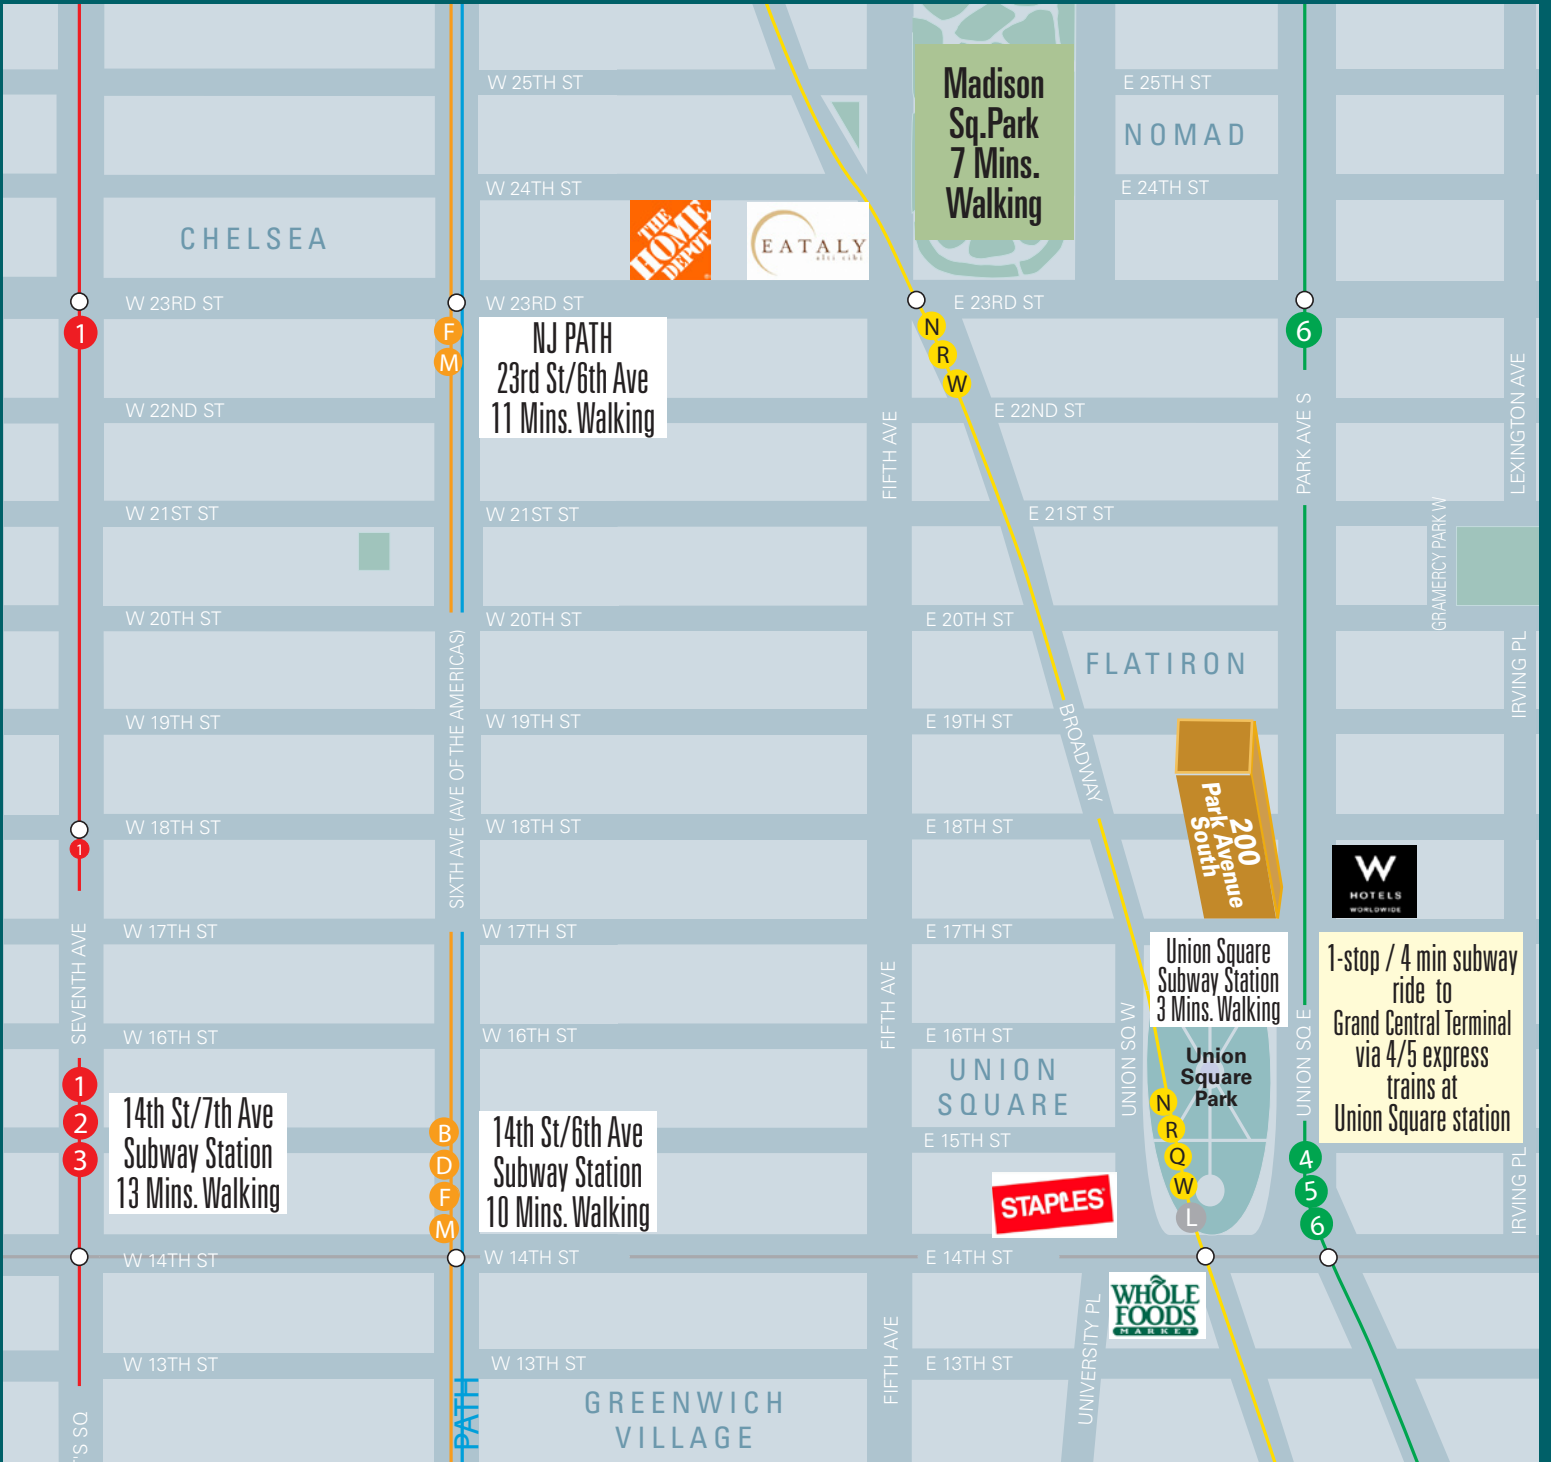 W 25TH ST
E 25TH ST
Madison
Sq.Park
7 Mins.
Walking
NOMAD
W 24TH ST
E 24TH ST
CHELSEA
THE
HOME
DEPOT
EATALY
alti cibi
W 23RD ST
W 23RD ST
E 23RD ST
1
F
M
N
R
W
6
NJ PATH
23rd St/6th Ave
11 Mins. Walking
W 22ND ST
E 22ND ST
FIFTH AVE
PARK AVE S
LEXINGTON AVE
W 21ST ST
W 21ST ST
E 21ST ST
GRAMERCY PARK W
W 20TH ST
W 20TH ST
E 20TH ST
FLATIRON
IRVING PL
SIXTH AVE (AVE OF THE AMERICAS)
W 19TH ST
W 19TH ST
E 19TH ST
BROADWAY
200
Park Avenue
South
W 18TH ST
W 18TH ST
E 18TH ST
1
W
HOTELS
WORLDWIDE
W 17TH ST
W 17TH ST
E 17TH ST
SEVENTH AVE
FIFTH AVE
Union Square
Subway Station
3 Mins. Walking
1-stop / 4 min subway
ride to
Grand Central Terminal
via 4/5 express
trains at
Union Square station
W 16TH ST
W 16TH ST
E 16TH ST
UNION SQ W
UNION SQ E
UNION
SQUARE
Union
Square
Park
1
2
3
14th St/7th Ave
Subway Station
13 Mins. Walking
B
D
F
M
14th St/6th Ave
Subway Station
10 Mins. Walking
E 15TH ST
N
R
Q
W
L
4
5
6
IRVING PL
STAPLES
W 14TH ST
W 14TH ST
E 14TH ST
WHOLE
FOODS
MARKET
UNIVERSITY PL
FIFTH AVE
W 13TH ST
W 13TH ST
E 13TH ST
PATH
GREENWICH
VILLAGE
'S SQ